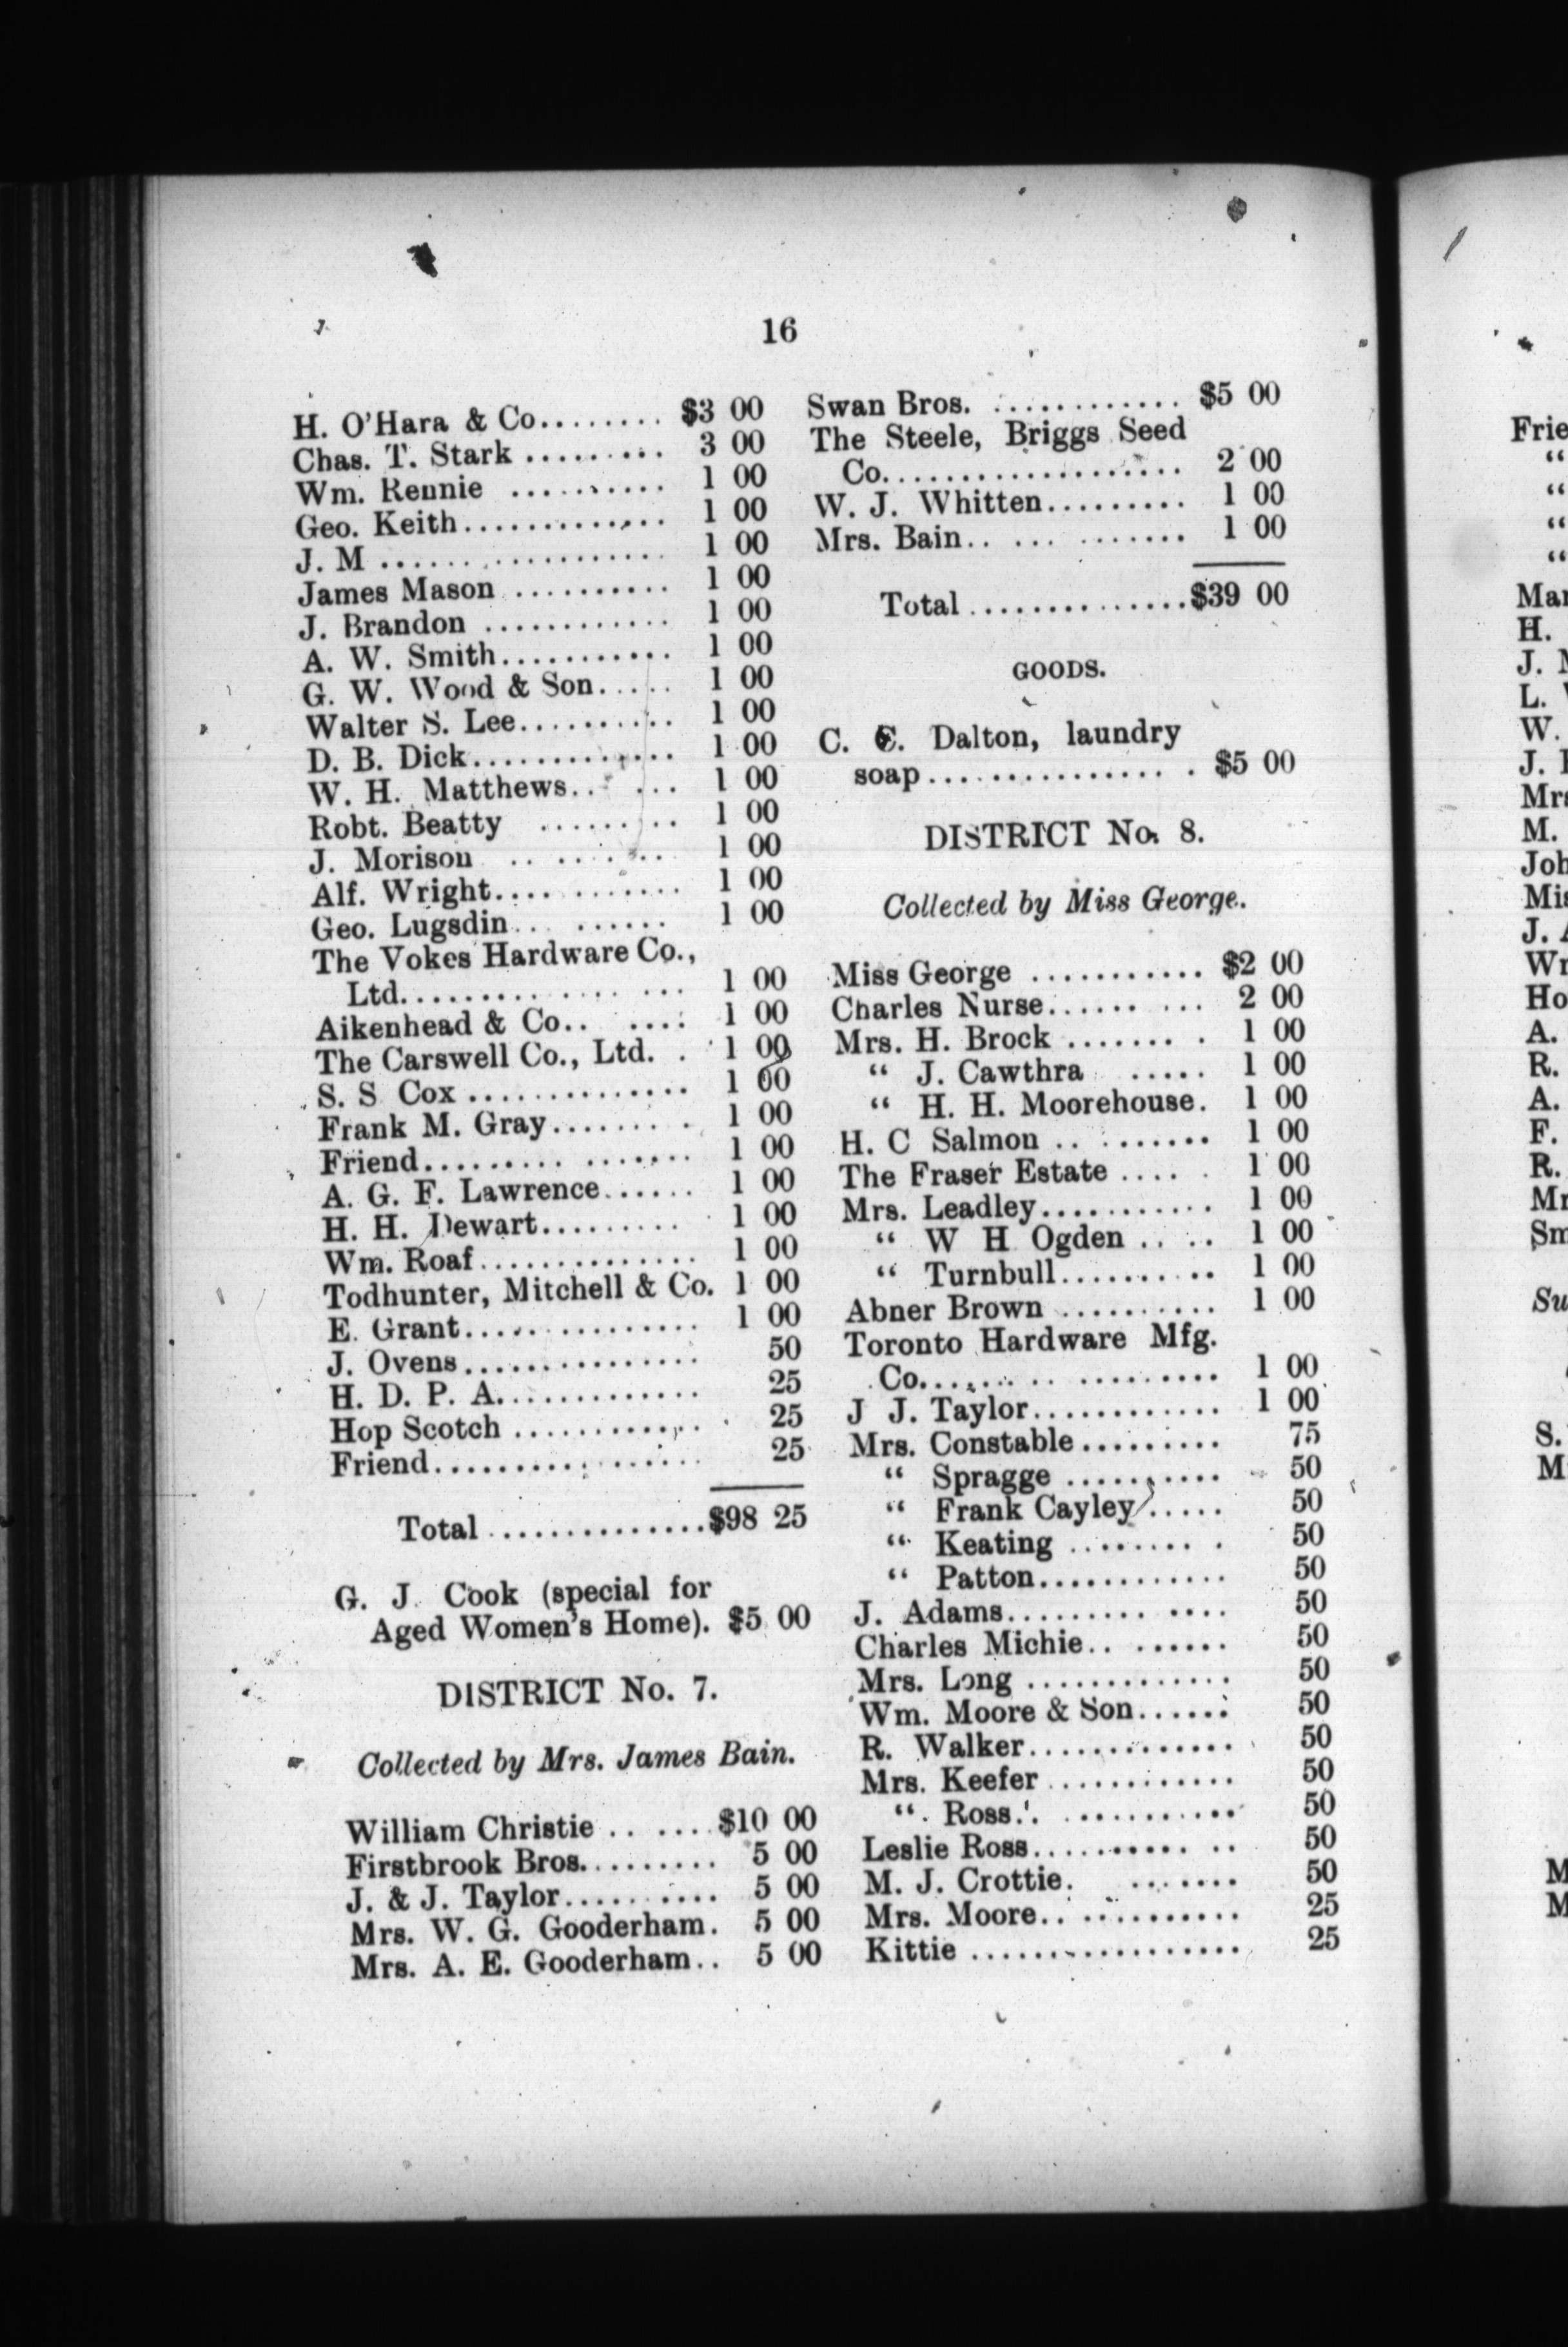 16
H. O'Hara & Co........ $3 00
Chas. T. Stark ......... 3 00
Wm. Rennie .......... 1 00
Geo. Keith............. 1 00
J. M .................. 1 00
James Mason .......... 1 00
J. Brandon ............ 1 00
A. W. Smith........... 1 00
G. W. Wood & Son..... 1 00
Walter S. Lee.......... 1 00
D. B. Dick............. 1 00
W. H. Matthews.. ... 1 00
Robt. Beatty ......... 1 00
J. Morison .......... 1 00
Alf. Wright............ 1 00
Geo. Lugsdin... ...... 1 00
The Vokes Hardware Co.,
Ltd................. 1 00
Aikenhead & Co.. .... 1 00
The Carswell Co., Ltd. . 1 00
S. S Cox .............. 1 00
Frank M. Gray......... 1 00
Friend......... ....... 1 00
A. G. F. Lawrence...... 1 00
H. H. Dewart......... 1 00
Wm. Roaf.............. 1 00
Todhunter, Mitchell & Co. 1 00
E. Grant............... 1 00
J. Ovens............... 50
H. D. P. A............. 25
Hop Scotch ............ 25
Friend................. 25
Total ..............$98 25
G. J. Cook (special for
Aged Women's Home). $5 00
DISTRICT No. 7.
Collected by Mrs. James Bain.
William Christie .. .... $10 00
Firstbrook Bros......... 5 00
J. & J. Taylor.......... 5 00
Mrs. W. G. Gooderham. 5 00
Mrs. A. E. Gooderham.. 5 00
Swan Bros. ............ $5 00
The Steele, Briggs Seed
Co................... 2 00
W. J. Whitten......... 1 00
Mrs. Bain.. ... ....... 1 00
Total ..............$39 00
GOODS.
C. C. Dalton, laundry
soap................ . $5 00
DISTRICT No. 8.
Collected by Miss George.
Miss George ........... $2 00
Charles Nurse...... ... 2 00
Mrs. H. Brock ....... . 1 00
“ J. Cawthra ..... 1 00
“ H. H. Moorehouse. 1 00
H. C Salmon .. ....... 1 00
The Fraser Estate .... . 1 00
Mrs. Leadley........... 1 00
“ W H Ogden .. .. 1 00
“ Turnbull.......... 1 00
Abner Brown .......... 1 00
Toronto Hardware Mfg.
Co...... .. ......... 1 00
J J. Taylor............ 1 00
Mrs. Constable......... 75
“ Spragge .......... 50
“ Frank Cayley..... 50
“ Keating ........ . 50
“ Patton............ 50
J. Adams......... .... 50
Charles Michie.. ...... 50
Mrs. Long ............. 50
Wm. Moore & Son...... 50
R. Walker............. 50
Mrs. Keefer ............ 50
“ Ross.. .......... 50
Leslie Ross.......... .. 50
M. J. Crottie. ....... 50
Mrs. Moore.. .......... 25
Kittie ................. 25
Frie
“
“
“
“
Mar
H.
L.
W.
Mrs
M.
Joh
Mis
Wr
Ho
A.
R.
A.
F.
R.
Mr
Sm
Su
S.
M
M
M